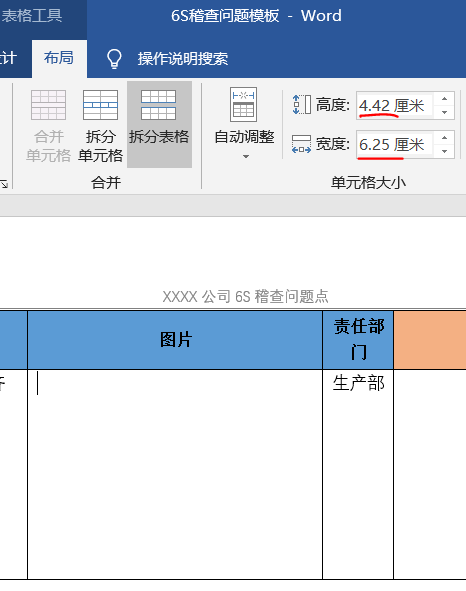 表格工具
6S稽查问题模板 - Word
计
布局
操作说明搜索
合并
单元格
拆分
单元格
拆分表格
自动调整
高度: 4.42 厘米
宽度: 6.25 厘米
合并
单元格大小
XXXX 公司 6S 稽查问题点
图片
责任部
门
生产部